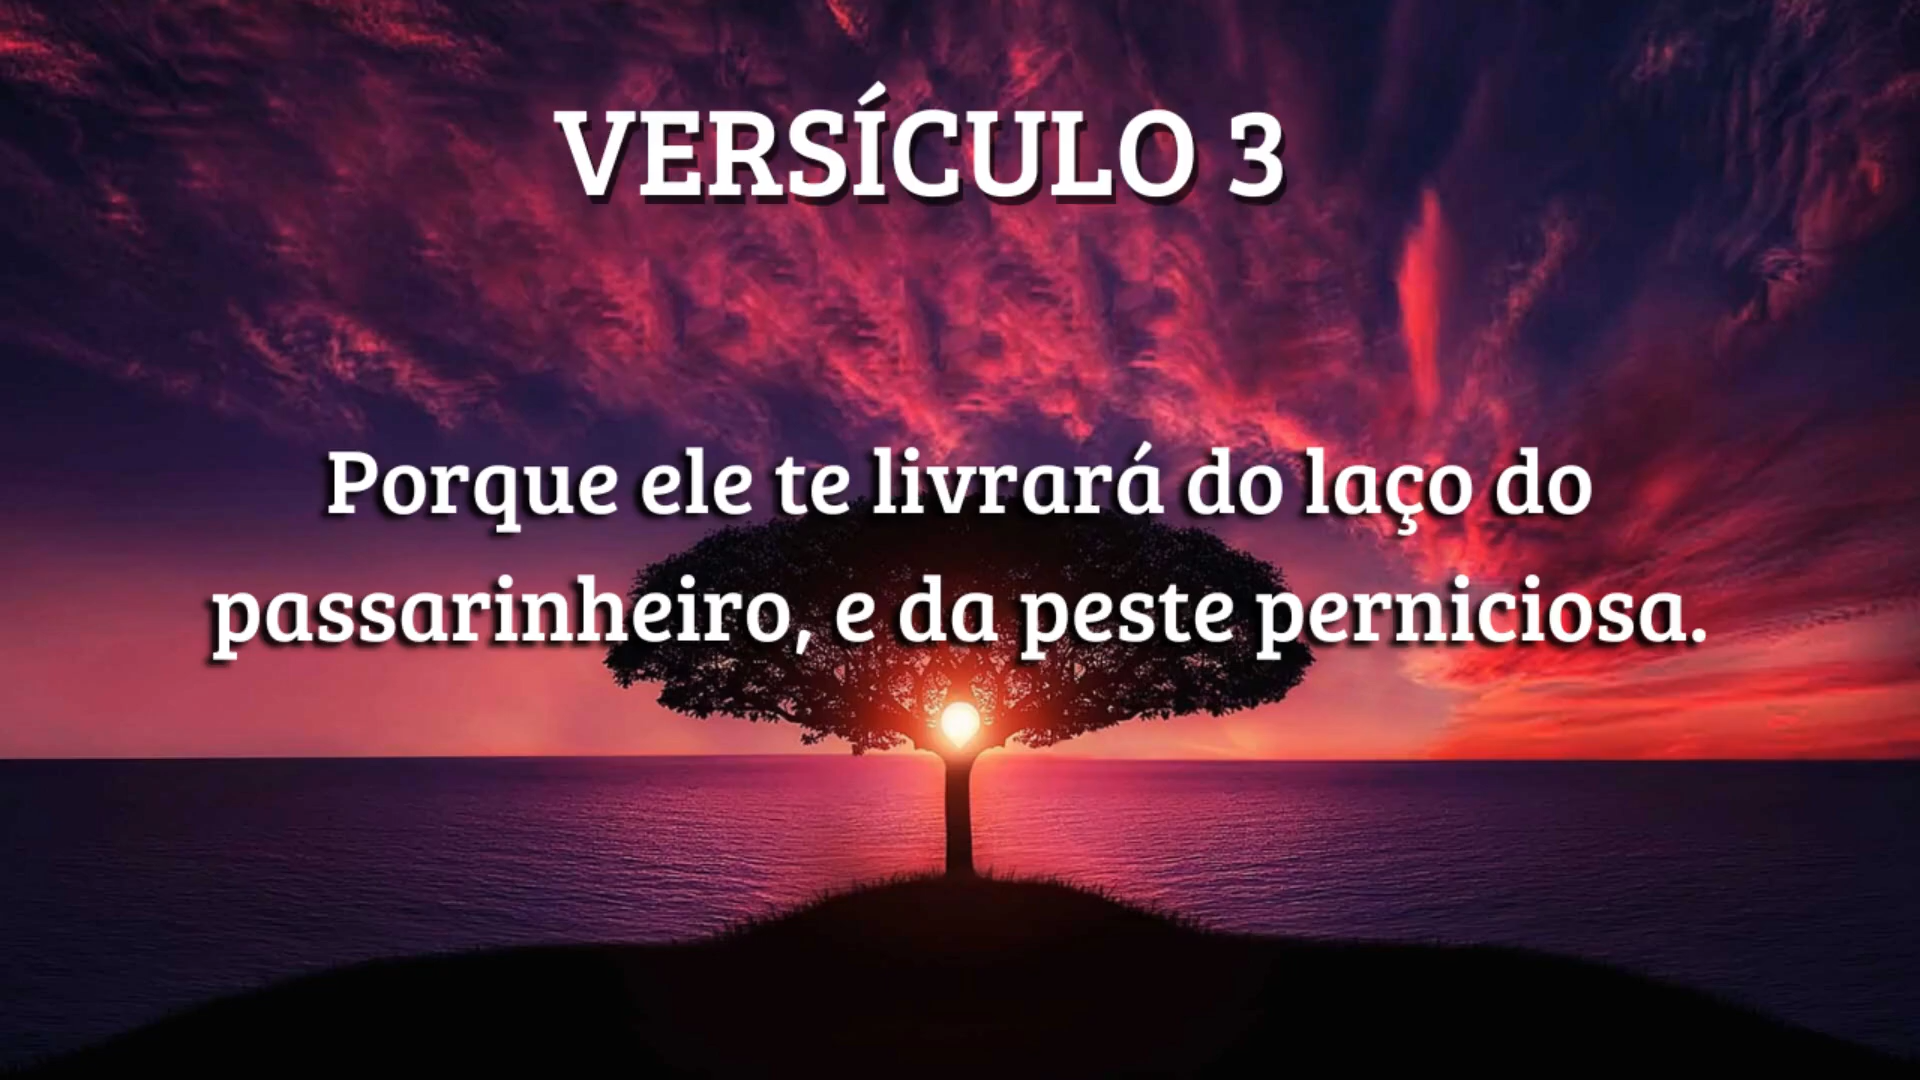 VERSÍCULO 3
Porque ele te livrará do laço do
passarinheiro, e da peste perniciosa.